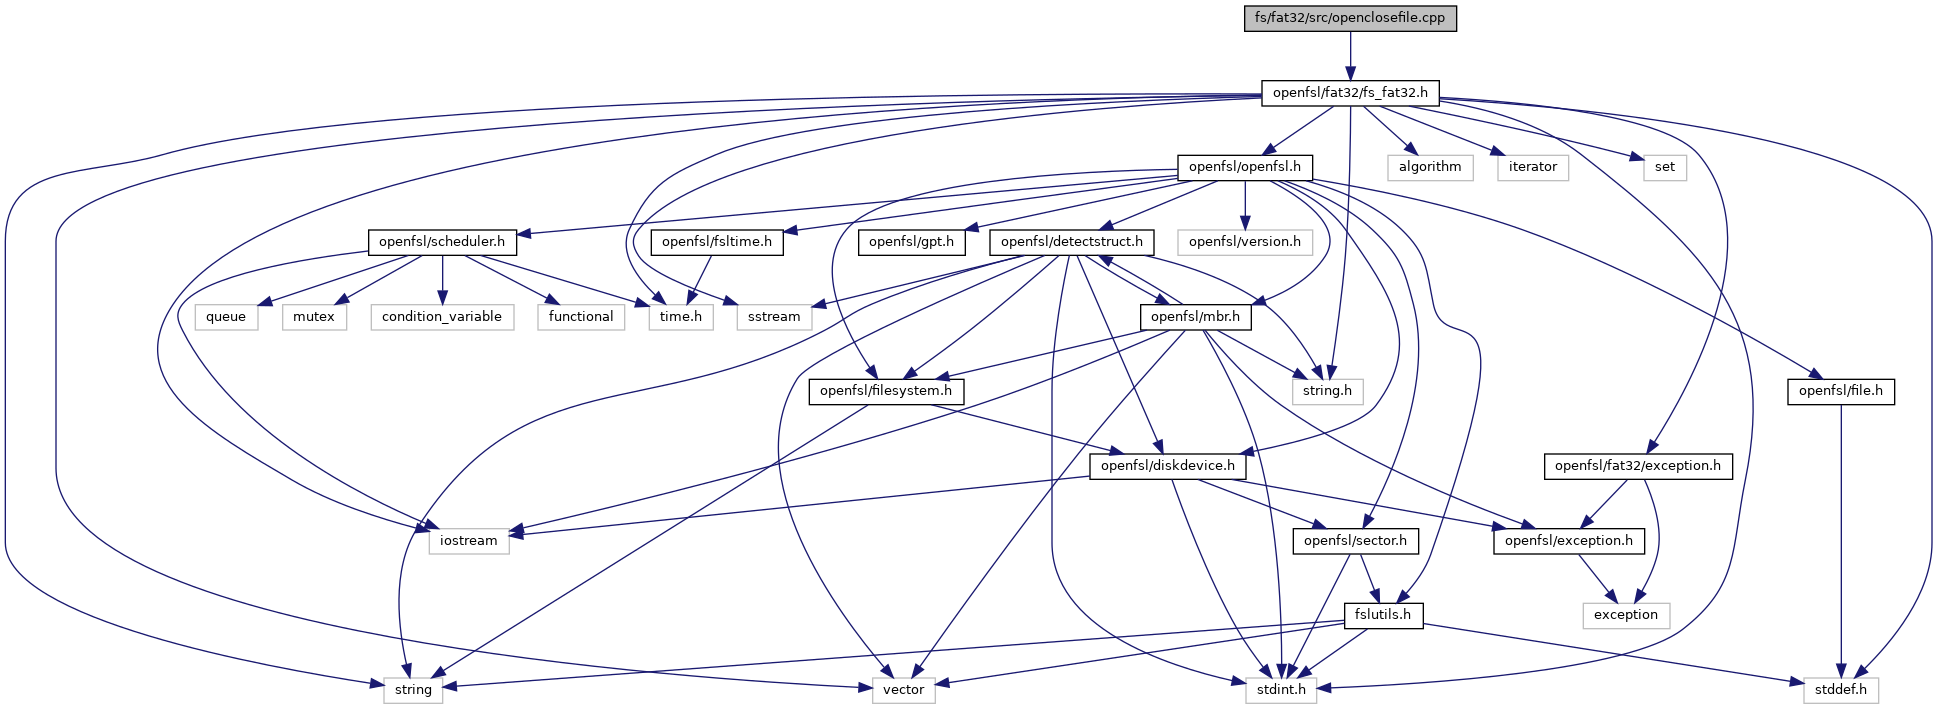 fs/fat32/src/openclosefile.cpp
openfsl/fat32/fs_fat32.h
openfsl/openfsl.h
algorithm
iterator
set
openfsl/scheduler.h
openfsl/fsltime.h
openfsl/gpt.h
openfsl/detectstruct.h
openfsl/version.h
queue
mutex
condition_variable
functional
time.h
sstream
openfsl/mbr.h
openfsl/filesystem.h
string.h
openfsl/file.h
openfsl/diskdevice.h
openfsl/fat32/exception.h
iostream
openfsl/sector.h
openfsl/exception.h
fslutils.h
exception
string
vector
stdint.h
stddef.h